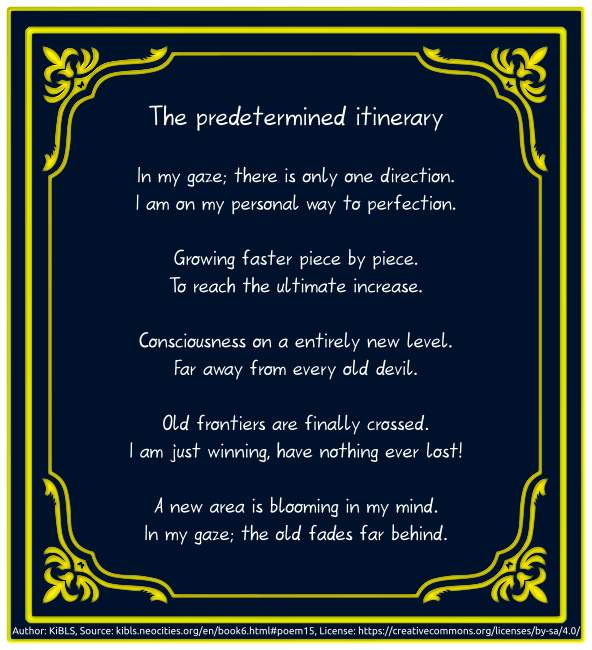 The predetermined itinerary
In my gaze; there is only one direction.
I am on my personal way to perfection.
Growing faster piece by piece.
To reach the ultimate increase.
Consciousness on a entirely new level.
Far away from every old devil.
Old frontiers are finally crossed.
I am just winning, have nothing ever lost!
A new area is blooming in my mind.
In my gaze; the old fades far behind.
Author: KiBLS, Source: kibls.neocities.org/en/book6.html#poem15, License: https://creativecommons.org/licenses/by-sa/4.0/